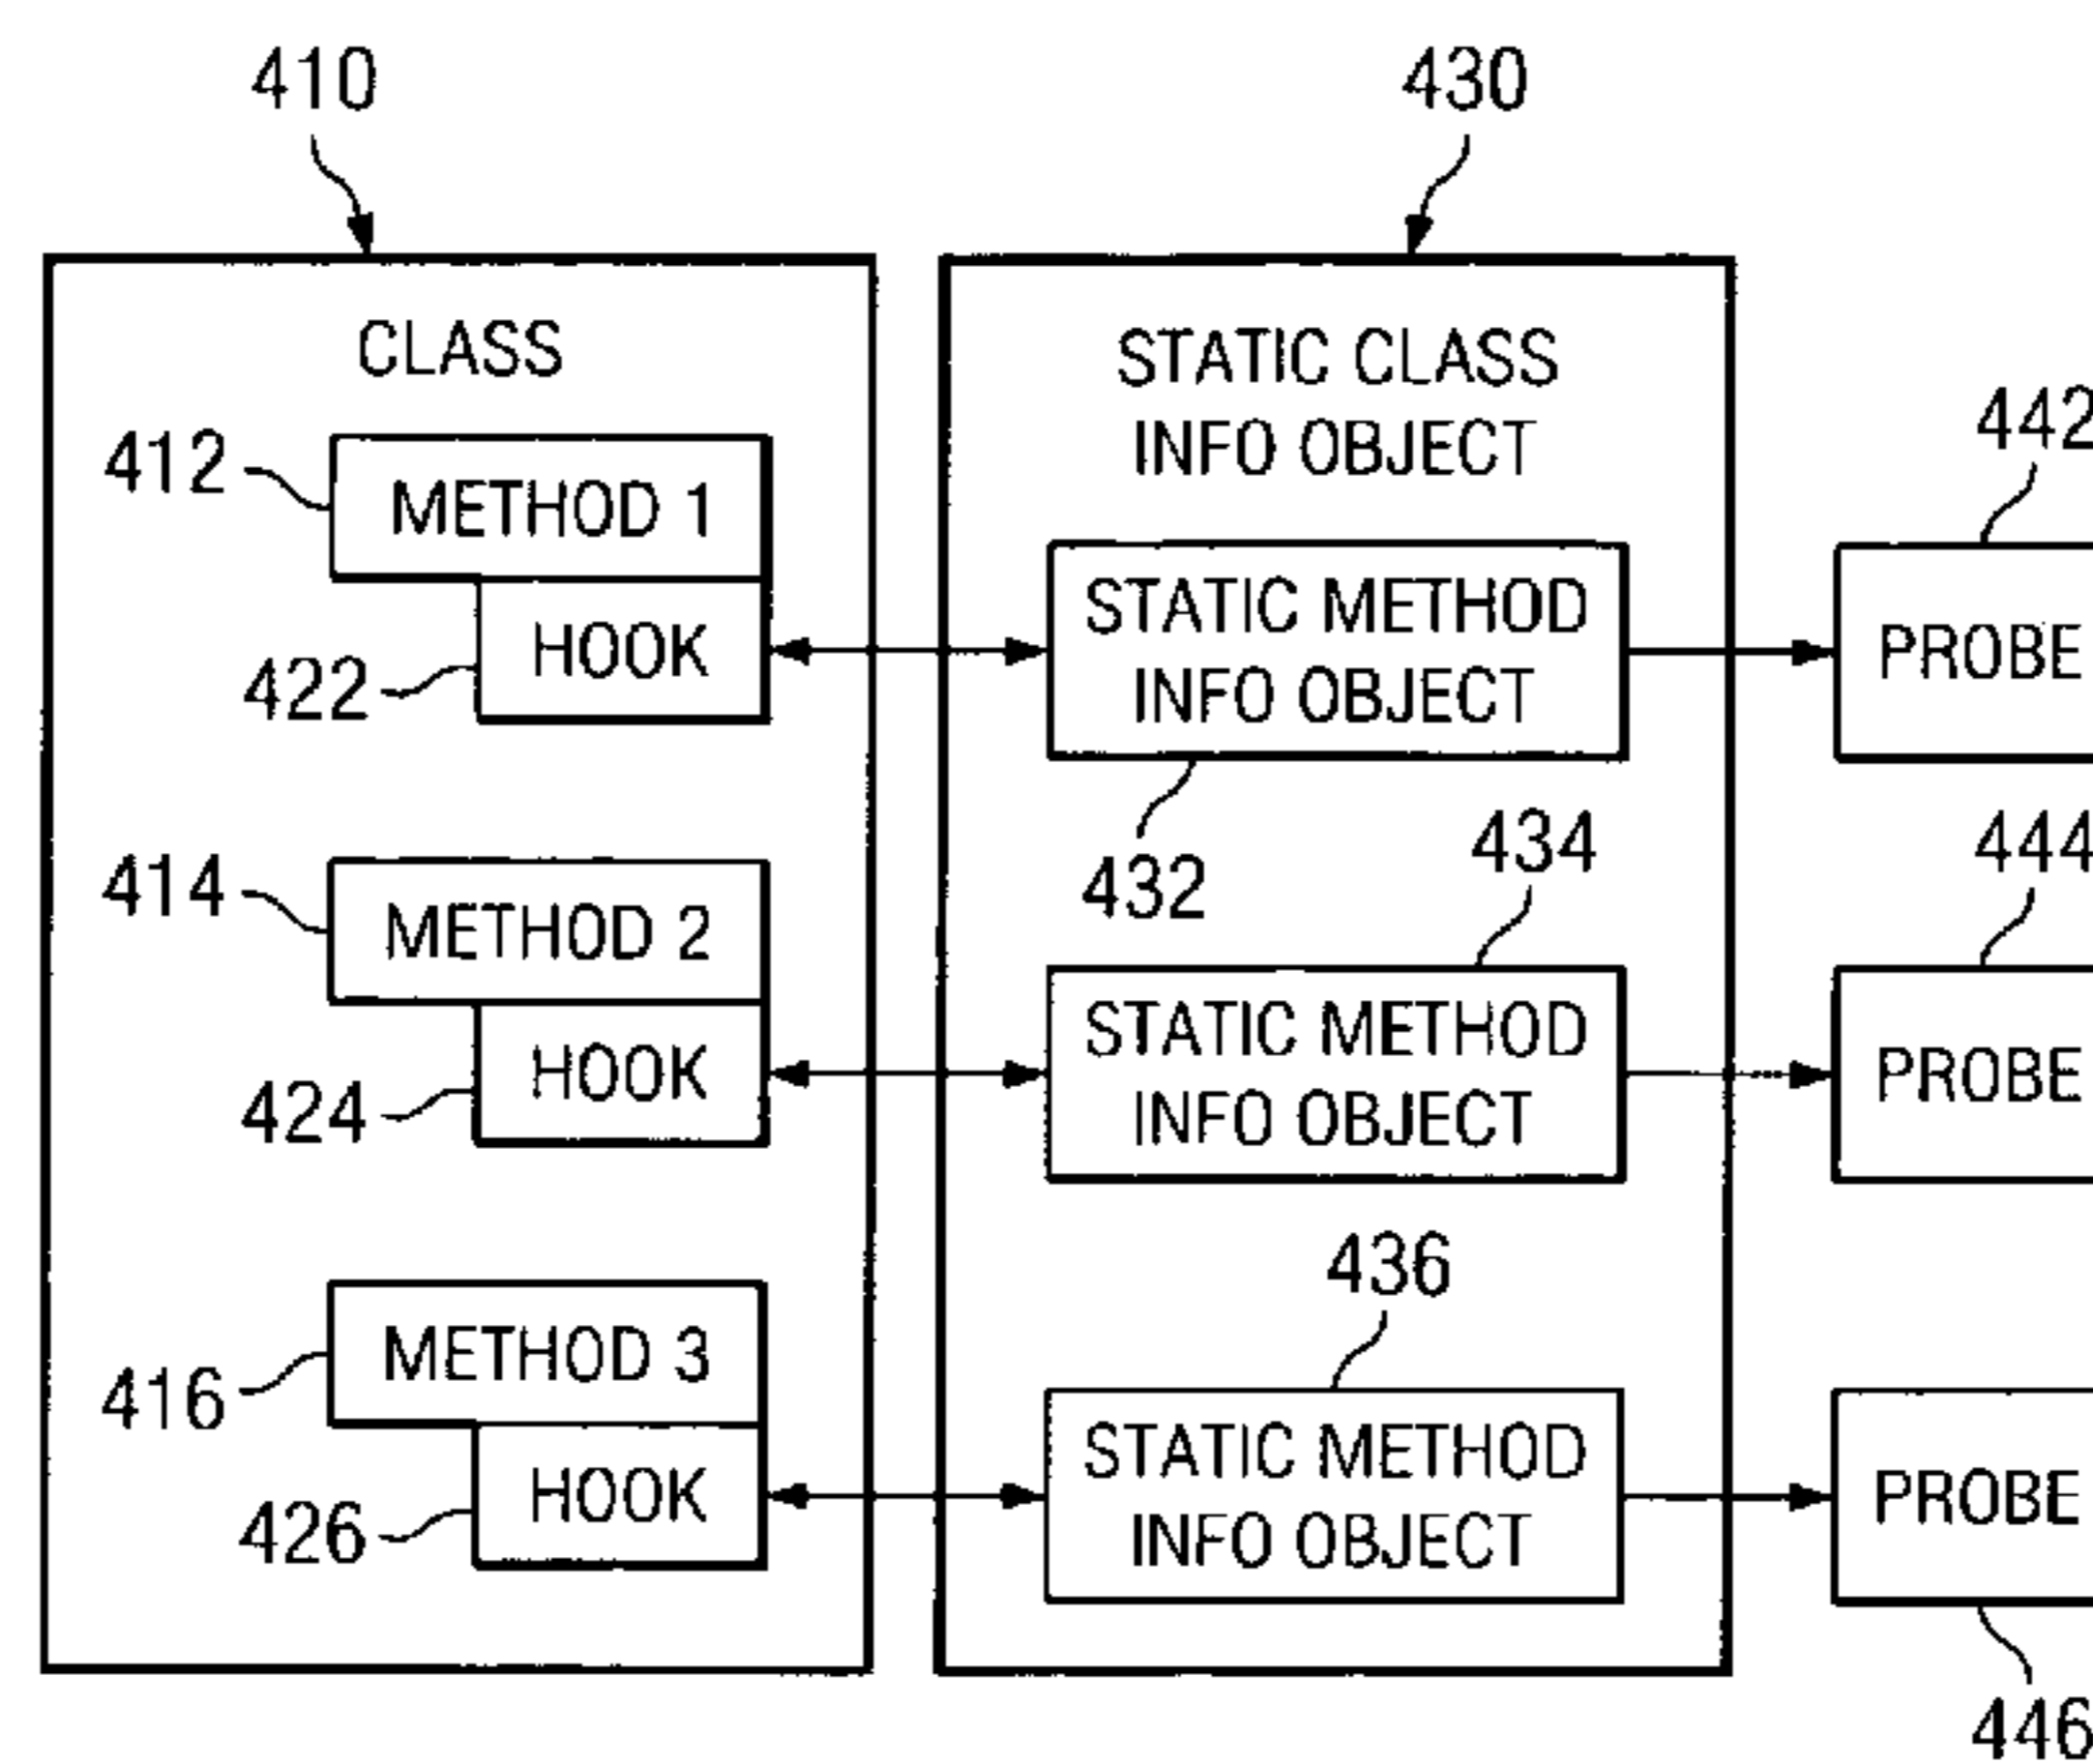 410
430
CLASS
STATIC CLASS
INFO OBJECT
442
412
METHOD 1
STATIC METHOD
INFO OBJECT
HOOK
422
PROBE
432
434
444
414
METHOD 2
STATIC METHOD
INFO OBJECT
HOOK
424
PROBE
436
416
METHOD 3
STATIC METHOD
INFO OBJECT
HOOK
426
PROBE
446